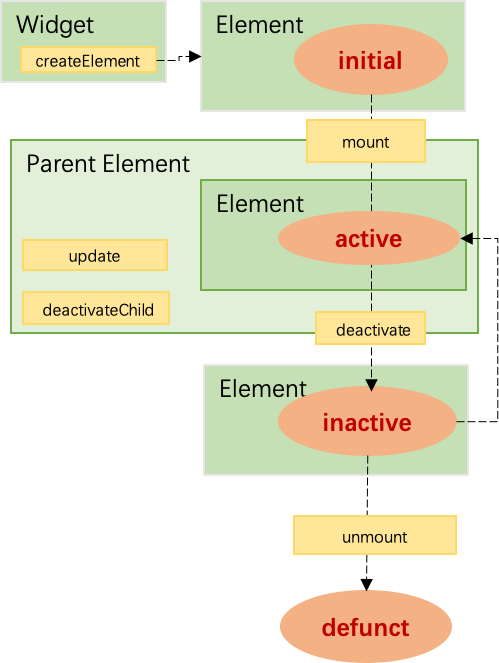 Widget
createElement
Element
initial
mount
Parent Element
Element
active
update
deactivateChild
deactivate
Element
inactive
unmount
defunct